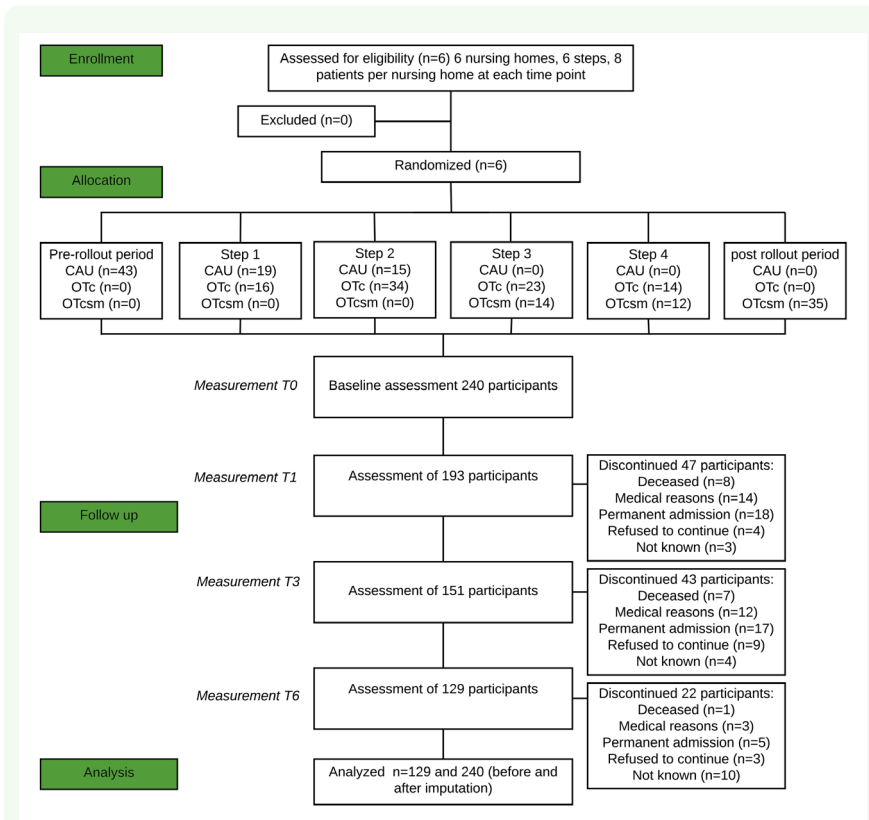 Enrollment
Assessed for eligibility (n=6) 6 nursing homes, 6 steps, 8
patients per nursing home at each time point
Excluded (n=0)
Randomized (n=6)
Allocation
Pre-rollout period
CAU (n=43)
OTc (n=0)
OTcsm (n=0)
Step 1
CAU (n=19)
OTc (n=16)
OTcsm (n=0)
Step 2
CAU (n=15)
OTc (n=34)
OTcsm (n=0)
Step 3
CAU (n=0)
OTc (n=23)
OTcsm (n=14)
Step 4
CAU (n=0)
OTc (n=14)
OTcsm (n=12)
post rollout period
CAU (n=0)
OTc (n=0)
OTcsm (n=35)
Measurement T0
Baseline assessment 240 participants
Measurement T1
Assessment of 193 participants
Discontinued 47 participants:
Deceased (n=8)
Medical reasons (n=14)
Permanent admission (n=18)
Refused to continue (n=4)
Not known (n=3)
Follow up
Measurement T3
Assessment of 151 participants
Discontinued 43 participants:
Deceased (n=7)
Medical reasons (n=12)
Permanent admission (n=17)
Refused to continue (n=9)
Not known (n=4)
Measurement T6
Assessment of 129 participants
Discontinued 22 participants:
Deceased (n=1)
Medical reasons (n=3)
Permanent admission (n=5)
Refused to continue (n=3)
Not known (n=10)
Analysis
Analyzed n=129 and 240 (before and
after imputation)